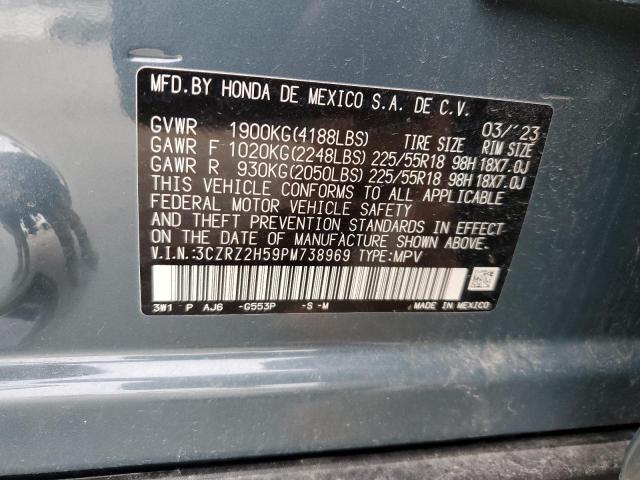 MFD.BY HONDA DE MEXICO S.A. DE C.V.
03/'23
GVWR 1900KG(4188LBS) TIRE SIZE RIM SIZE
GAWR F 1020KG(2248LBS) 225/55R18 98H 18X7.0J
GAWR R 930KG(2050LBS) 225/55R18 98H 18X7.0J
THIS VEHICLE CONFORMS TO ALL APPLICABLE
FEDERAL MOTOR VEHICLE SAFETY
AND THEFT PREVENTION STANDARDS IN EFFECT
ON THE DATE OF MANUFACTURE SHOWN ABOVE.
V.I.N.:3CZRZ2H59PM738969 TYPE:MPV
3W1 P AJ6 -G553P -S-M MADE IN MEXICO